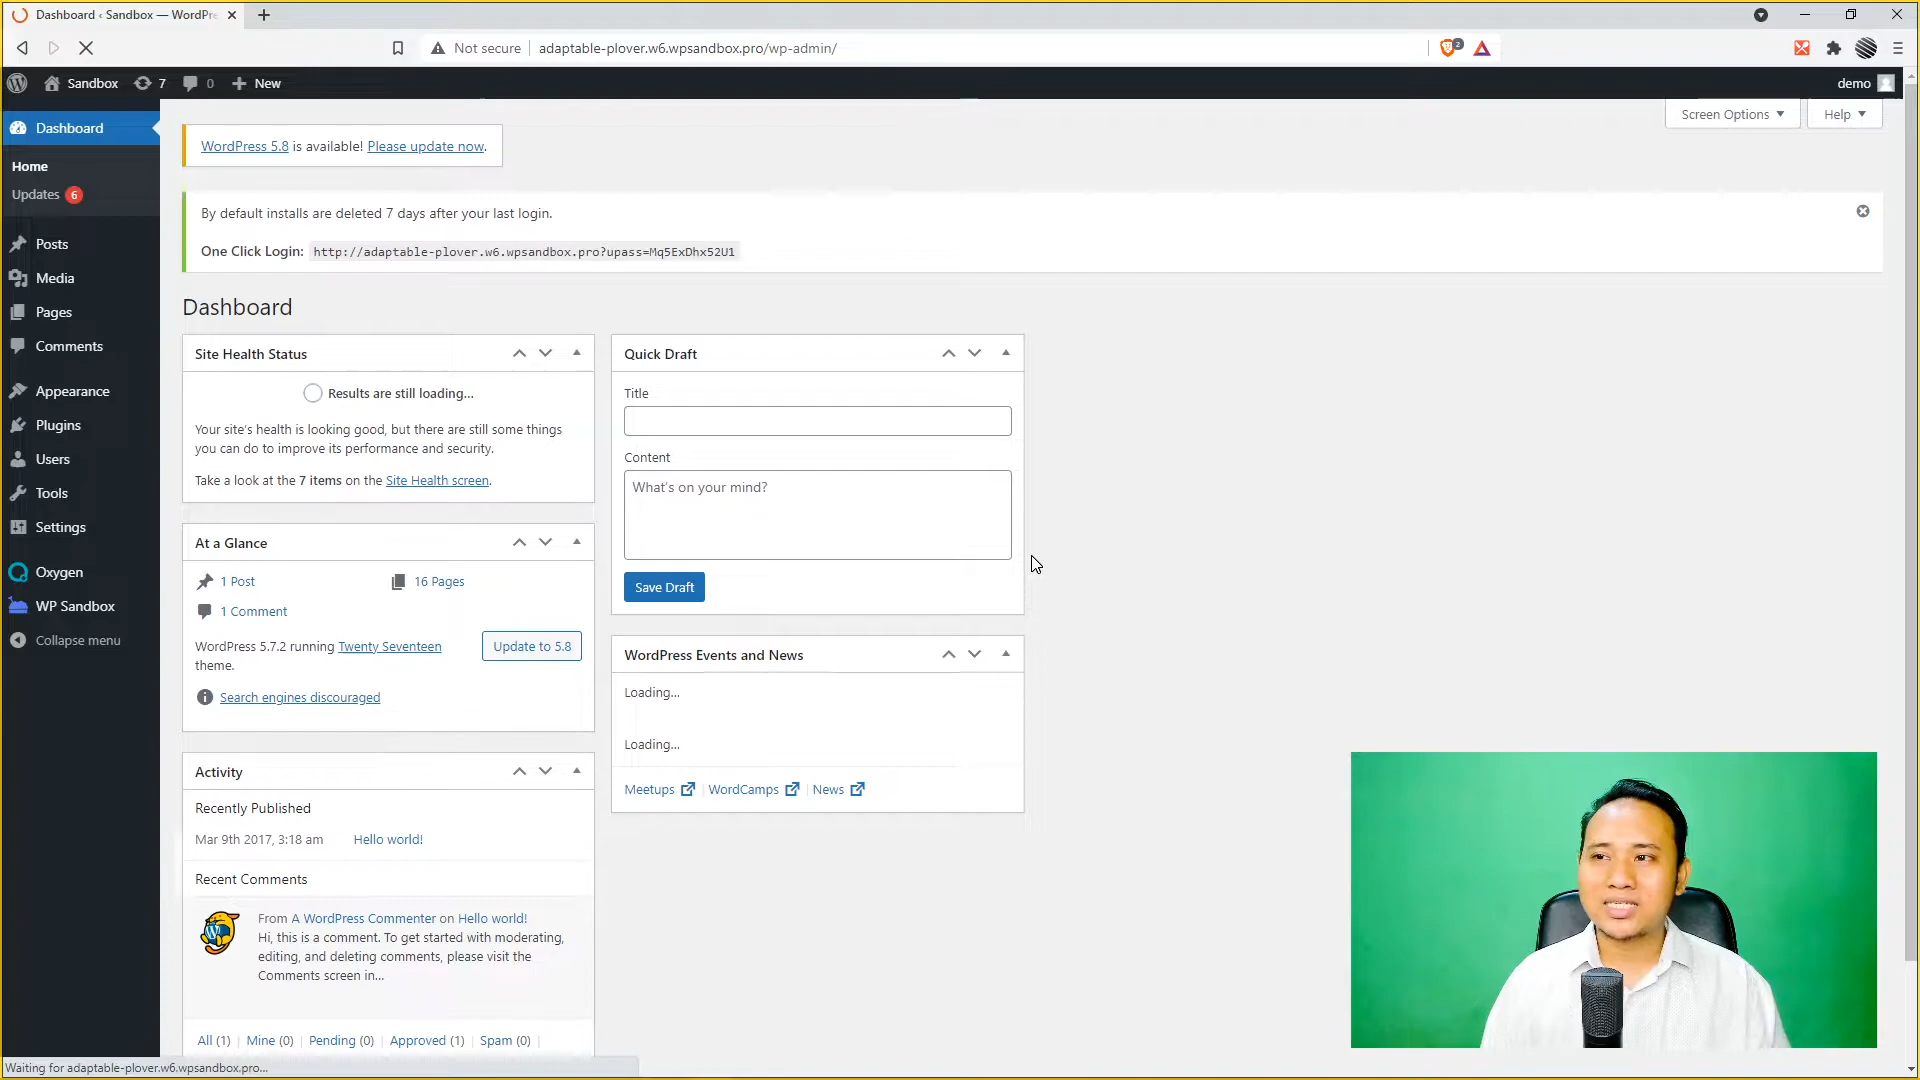 Dashboard ‹ Sandbox — WordPre
Not secure
adaptable-plover.w6.wpsandbox.pro/wp-admin/
2
Sandbox
7
0
New
demo
Screen Options
Help
Dashboard
Home
Updates 6
Posts
Media
Pages
Comments
Appearance
Plugins
Users
Tools
Settings
Oxygen
WP Sandbox
Collapse menu
WordPress 5.8 is available! Please update now.
By default installs are deleted 7 days after your last login.
One Click Login: http://adaptable-plover.w6.wpsandbox.pro?upass=Mq5ExDhx52U1
Dashboard
Site Health Status
Results are still loading...
Your site's health is looking good, but there are still some things
you can do to improve its performance and security.
Take a look at the 7 items on the Site Health screen.
At a Glance
1 Post
16 Pages
1 Comment
WordPress 5.7.2 running Twenty Seventeen
theme.
Update to 5.8
Search engines discouraged
Activity
Recently Published
Mar 9th 2017, 3:18 am
Hello world!
Recent Comments
From A WordPress Commenter on Hello world!
Hi, this is a comment. To get started with moderating,
editing, and deleting comments, please visit the
Comments screen in...
All (1) | Mine (0) | Pending (0) | Approved (1) | Spam (0) |
Quick Draft
Title
Content
What's on your mind?
Save Draft
WordPress Events and News
Loading...
Loading...
Meetups | WordCamps | News
Waiting for adaptable-plover.w6.wpsandbox.pro...